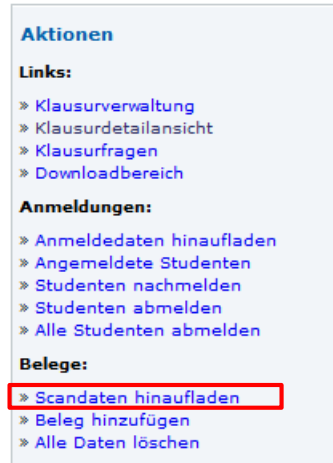 Aktionen
Links:
» Klausurverwaltung
» Klausurdetailansicht
» Klausurfragen
» Downloadbereich
Anmeldungen:
» Anmeldedaten hinaufladen
» Angemeldete Studenten
» Studenten nachmelden
» Studenten abmelden
» Alle Studenten abmelden
Belege:
» Scandaten hinaufladen
» Beleg hinzufügen
» Alle Daten löschen